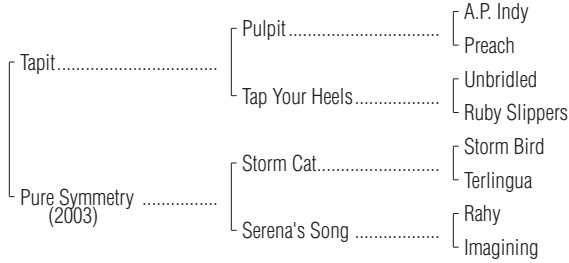 A.P. Indy
Pulpit
Preach
Tapit
Unbridled
Tap Your Heels
Ruby Slippers
Storm Bird
Storm Cat
Terlingua
Pure Symmetry
(2003)
Rahy
Serena's Song
Imagining